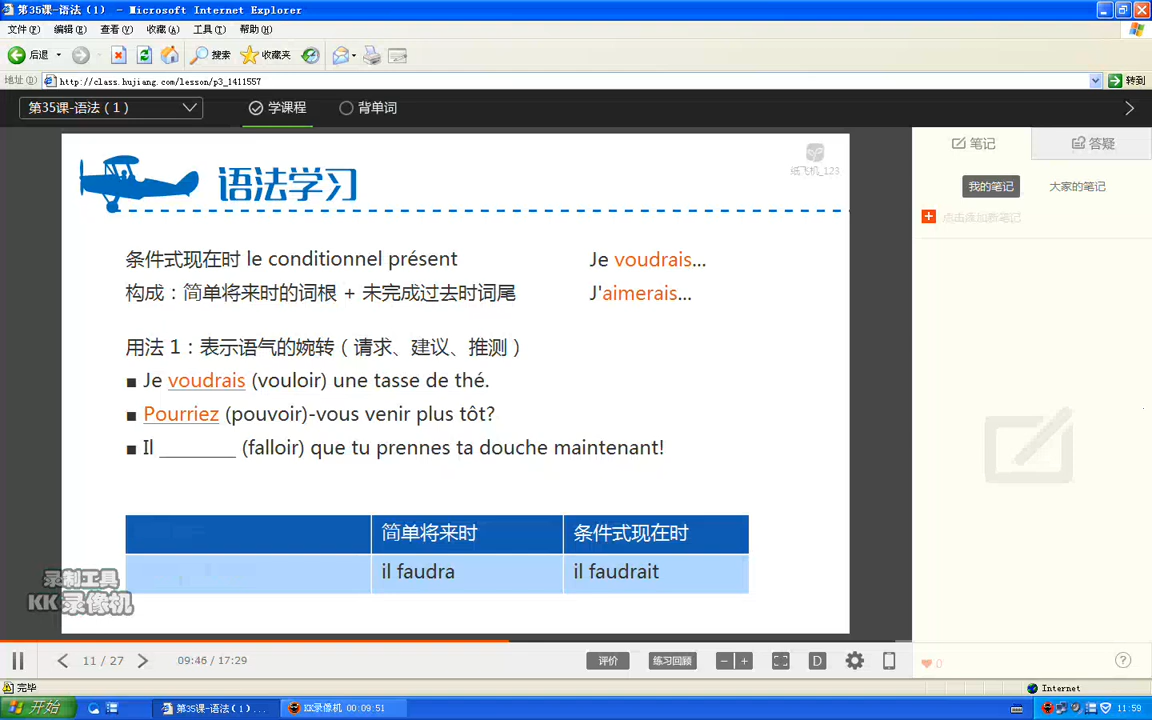 第35课-语法（1） - Microsoft Internet Explorer
文件(F) 编辑(E) 查看(V) 收藏(A) 工具(T) 帮助(H)
后退 搜索 收藏夹
地址(D) http://class.hujiang.com/lesson/p3_1411557 转到
第35课-语法（1） 学课程 背单词
笔记 答疑
语法学习
纸飞机_123
我的笔记 大家的笔记
条件式现在时 le conditionnel présent Je voudrais...
构成：简单将来时的词根 + 未完成过去时词尾 J'aimerais...
用法 1：表示语气的婉转（请求、建议、推测）
■ Je voudrais (vouloir) une tasse de thé.
■ Pourriez (pouvoir)-vous venir plus tôt?
■ Il ________ (falloir) que tu prennes ta douche maintenant!
简单将来时 条件式现在时
il faudra il faudrait
录制工具
KK录像机
11 / 27 09:46 / 17:29 评价 练习回顾 − + D 0 ?
完毕 Internet
开始 第35课-语法（1）... KK录像机 00:09:51 11:59